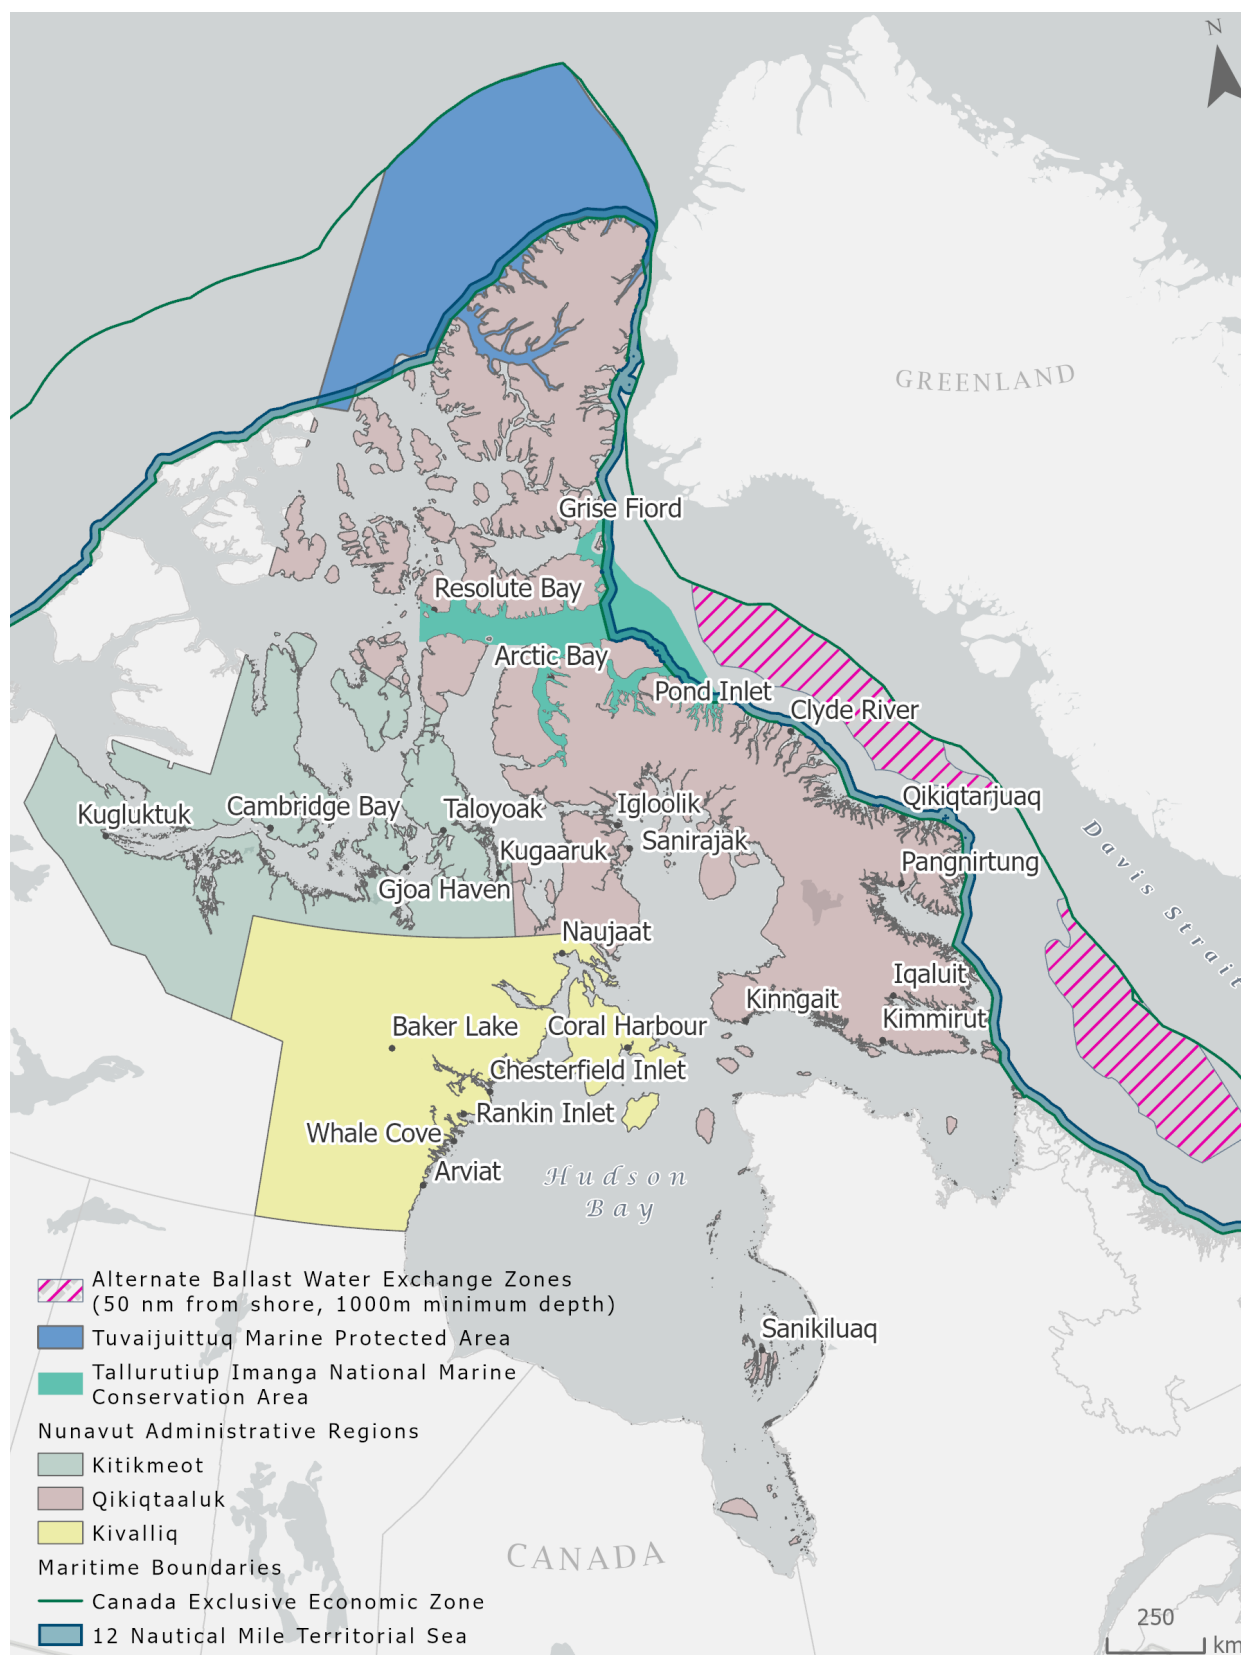 N
GREENLAND
Grise Fiord
Resolute Bay
Arctic Bay
Pond Inlet
Clyde River
Kugluktuk
Cambridge Bay
Taloyoak
Igloolik
Qikiqtarjuaq
Kugaaruk
Sanirajak
Pangnirtung
Davis Strait
Gjoa Haven
Naujaat
Iqaluit
Kinngait
Baker Lake
Coral Harbour
Kimmirut
Chesterfield Inlet
Rankin Inlet
Whale Cove
Arviat
Hudson
Bay
Alternate Ballast Water Exchange Zones
(50 nm from shore, 1000m minimum depth)
Tuvaijuittuq Marine Protected Area
Sanikiluaq
Tallurutiup Imanga National Marine
Conservation Area
Nunavut Administrative Regions
Kitikmeot
Qikiqtaaluk
Kivalliq
CANADA
Maritime Boundaries
Canada Exclusive Economic Zone
12 Nautical Mile Territorial Sea
250
km